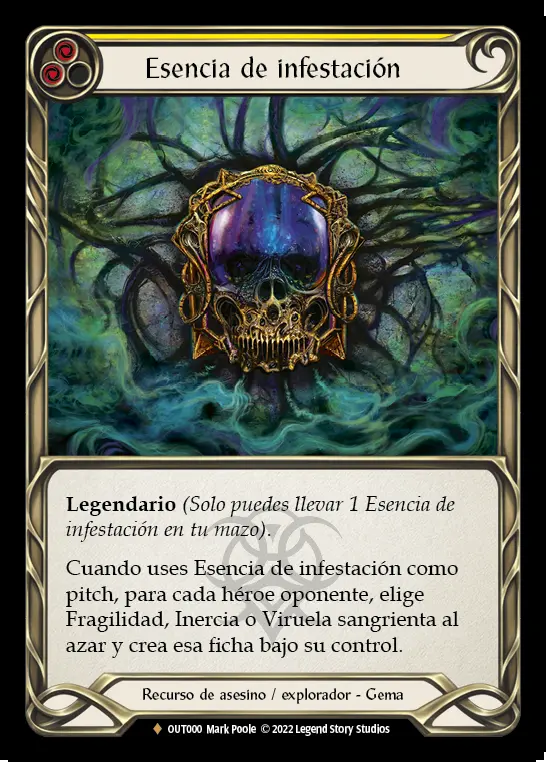 Esencia de infestación
Legendario (Solo puedes llevar 1 Esencia de
infestación en tu mazo).
Cuando uses Esencia de infestación como
pitch, para cada héroe oponente, elige
Fragilidad, Inercia o Viruela sangrienta al
azar y crea esa ficha bajo su control.
Recurso de asesino / explorador - Gema
OUT000 Mark Poole © 2022 Legend Story Studios